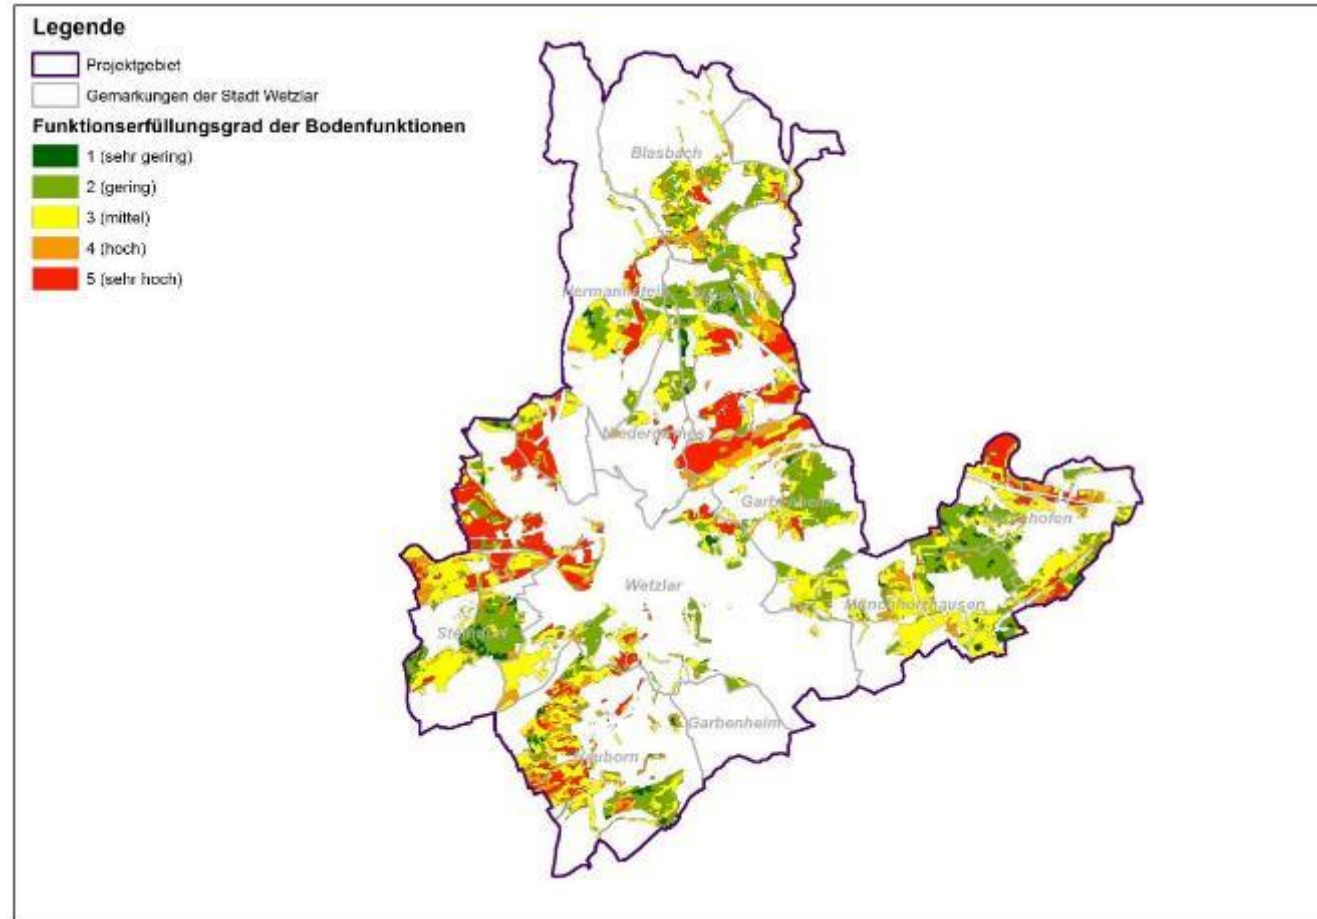 Legende
Projektgebiet
Gemarkungen der Stadt Wetzlar
Funktionserfüllungsgrad der Bodenfunktionen
1 (sehr gering)
2 (gering)
3 (mittel)
4 (hoch)
5 (sehr hoch)
Blasbach
Hermannstein
Garbenheim
Wetzlar
Münchholzhausen
Garbenheim